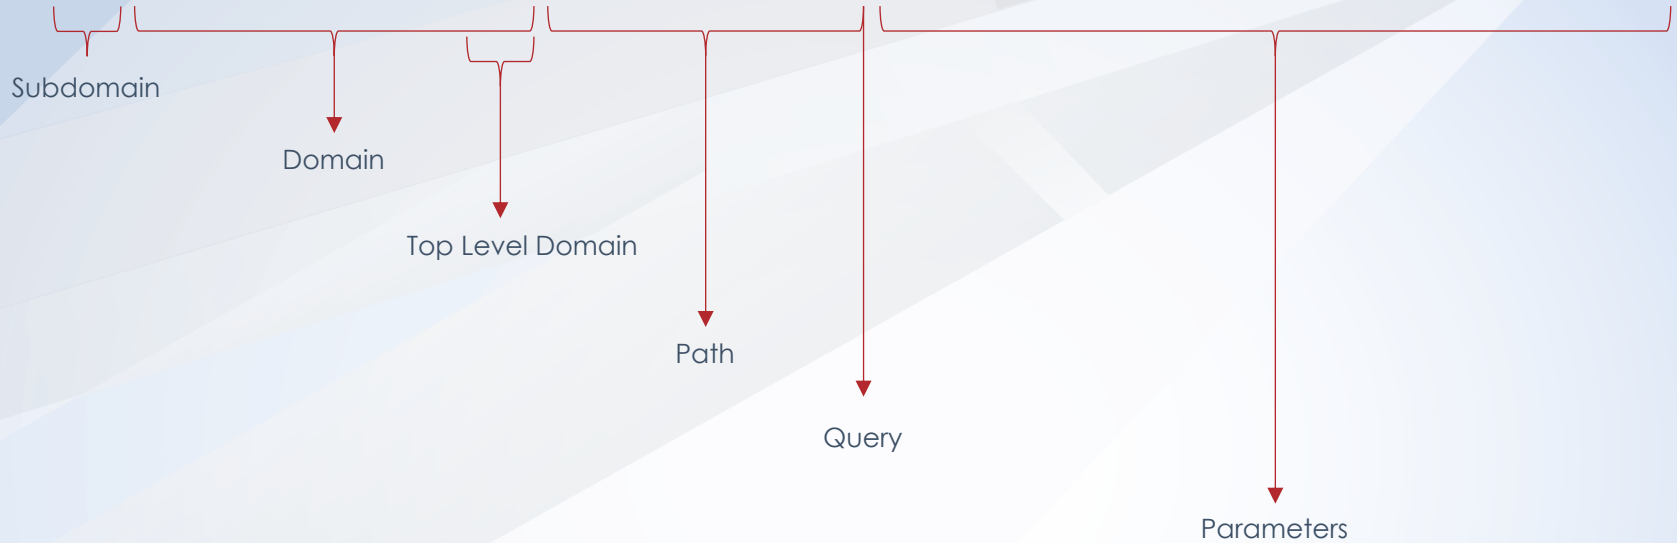 Subdomain
Domain
Top Level Domain
Path
Query
Parameters